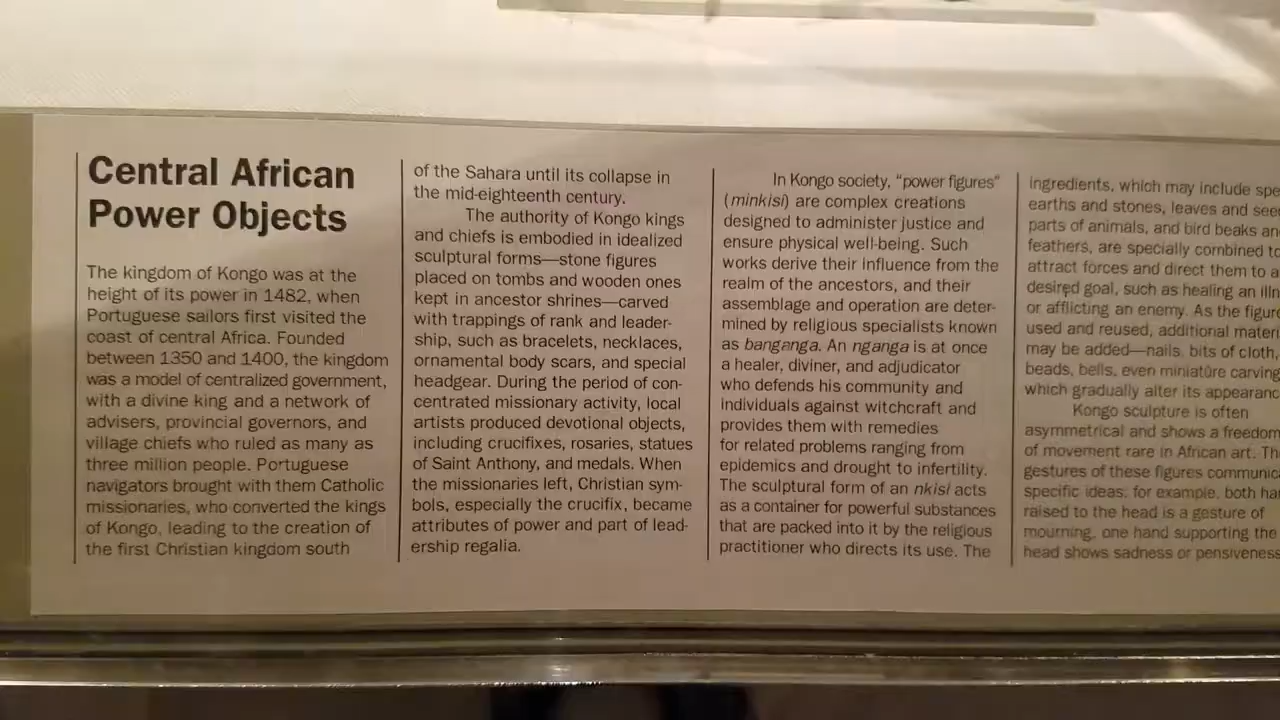 Central African
Power Objects
The kingdom of Kongo was at the
height of its power in 1482, when
Portuguese sailors first visited the
coast of central Africa. Founded
between 1350 and 1400, the kingdom
was a model of centralized government,
with a divine king and a network of
advisers, provincial governors, and
village chiefs who ruled as many as
three million people. Portuguese
navigators brought with them Catholic
missionaries, who converted the kings
of Kongo, leading to the creation of
the first Christian kingdom south
of the Sahara until its collapse in
the mid-eighteenth century.
The authority of Kongo kings
and chiefs is embodied in idealized
sculptural forms—stone figures
placed on tombs and wooden ones
kept in ancestor shrines—carved
with trappings of rank and leader-
ship, such as bracelets, necklaces,
ornamental body scars, and special
headgear. During the period of con-
centrated missionary activity, local
artists produced devotional objects,
including crucifixes, rosaries, statues
of Saint Anthony, and medals. When
the missionaries left, Christian sym-
bols, especially the crucifix, became
attributes of power and part of lead-
ership regalia.
In Kongo society, “power figures”
(minkisi) are complex creations
designed to administer justice and
ensure physical well-being. Such
works derive their influence from the
realm of the ancestors, and their
assemblage and operation are deter-
mined by religious specialists known
as banganga. An nganga is at once
a healer, diviner, and adjudicator
who defends his community and
individuals against witchcraft and
provides them with remedies
for related problems ranging from
epidemics and drought to infertility.
The sculptural form of an nkisi acts
as a container for powerful substances
that are packed into it by the religious
practitioner who directs its use. The
ingredients, which may include
earths and stones, leaves and
parts of animals, and bird beaks
feathers, are specially combined
attract forces and direct them to a
desired goal, such as healing an
or afflicting an enemy. As the
used and reused, additional
may be added—nails, bits of cloth,
beads, bells, even miniature
which gradually alter its
Kongo sculpture is often
asymmetrical and shows a freedom
of movement rare in African art.
gestures of these figures
specific ideas: for example, both
raised to the head is a gesture of
mourning, one hand supporting the
head shows sadness or pensiveness